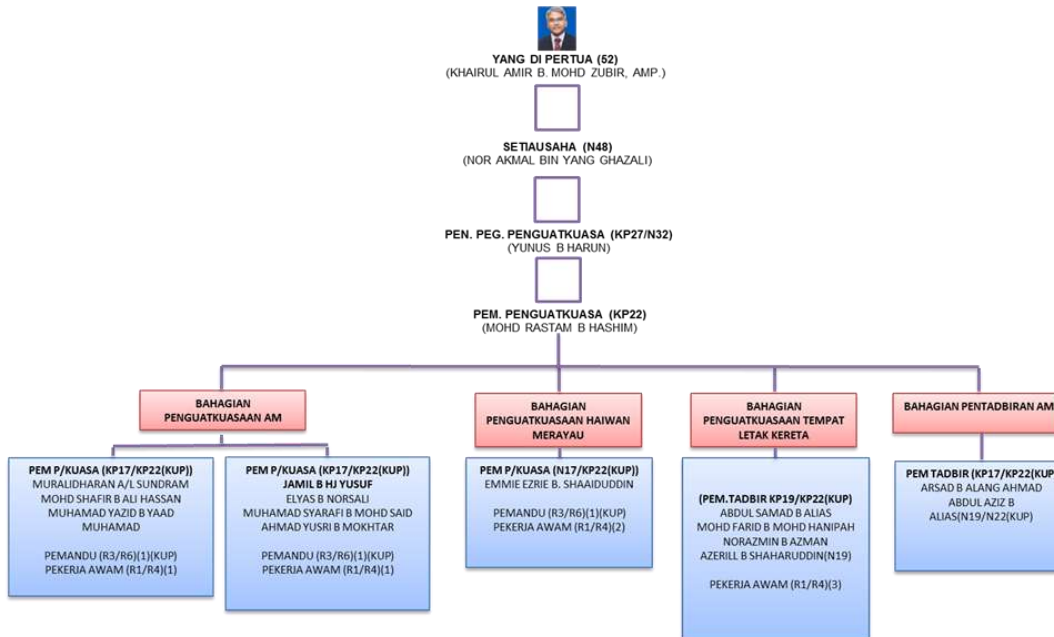 YANG DI PERTUA (52)
(KHAIRUL AMIR B. MOHD ZUBIR, AMP.)
SETIAUSAHA (N48)
(NOR AKMAL BIN YANG GHAZALI)
PEN. PEG. PENGUATKUASA (KP27/N32)
(YUNUS B HARUN)
PEM. PENGUATKUASA (KP22)
(MOHD RASTAM B HASHIM)
BAHAGIAN
PENGUATKUASAAN AM
PEM P/KUASA (KP17/KP22(KUP))
MURALIDHARAN A/L SUNDRAM
MOHD SHAFIR B ALI HASSAN
MUHAMAD YAZID B YAAD
MUHAMAD
PEMANDU (R3/R6)(1)(KUP)
PEKERJA AWAM (R1/R4)(1)
PEM P/KUASA (KP17/KP22(KUP))
JAMIL B HJ YUSUF
ELYAS B NORSALI
MUHAMAD SYARAFI B MOHD SAID
AHMAD YUSRI B MOKHTAR
PEMANDU (R3/R6)(1)(KUP)
PEKERJA AWAM (R1/R4)(1)
BAHAGIAN
PENGUATKUASAAN HAIWAN
MERAYAU
PEM P/KUASA (N17/KP22(KUP))
EMMIE EZRIE B. SHAAIDUDDIN
PEMANDU (R3/R6)(1)(KUP)
PEKERJA AWAM (R1/R4)(2)
BAHAGIAN
PENGUATKUASAAN TEMPAT
LETAK KERETA
(PEM.TADBIR KP19/KP22(KUP)
ABDUL SAMAD B ALIAS
MOHD FARID B MOHD HANIPAH
NORAZMIN B AZMAN
AZERILL B SHAHARUDDIN(N19)
PEKERJA AWAM (R1/R4)(3)
BAHAGIAN PENTADBIRAN AM
PEM TADBIR (KP17/KP22(KUP)
ARSAD B ALANG AHMAD
ABDUL AZIZ B
ALIAS(N19/N22(KUP)